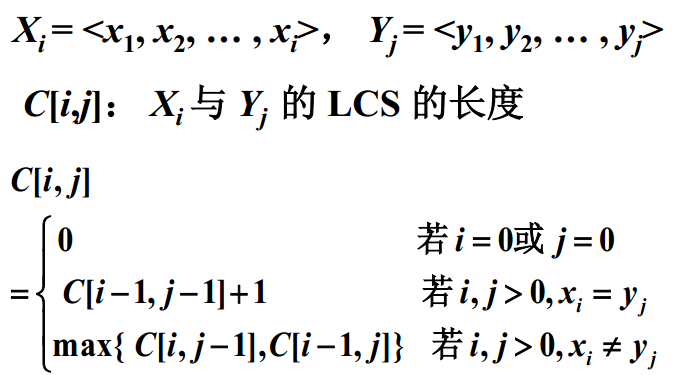 Xᵢ = <x₁, x₂, … , xᵢ>, Yⱼ = <y₁, y₂, … , yⱼ>
C[i,j]: Xᵢ 与 Yⱼ 的 LCS 的长度
C[i, j]
= { 0 若 i = 0或 j = 0
C[i−1, j−1]+1 若 i, j > 0, xᵢ = yⱼ
max{ C[i, j−1],C[i−1, j]} 若 i, j > 0, xᵢ ≠ yⱼ